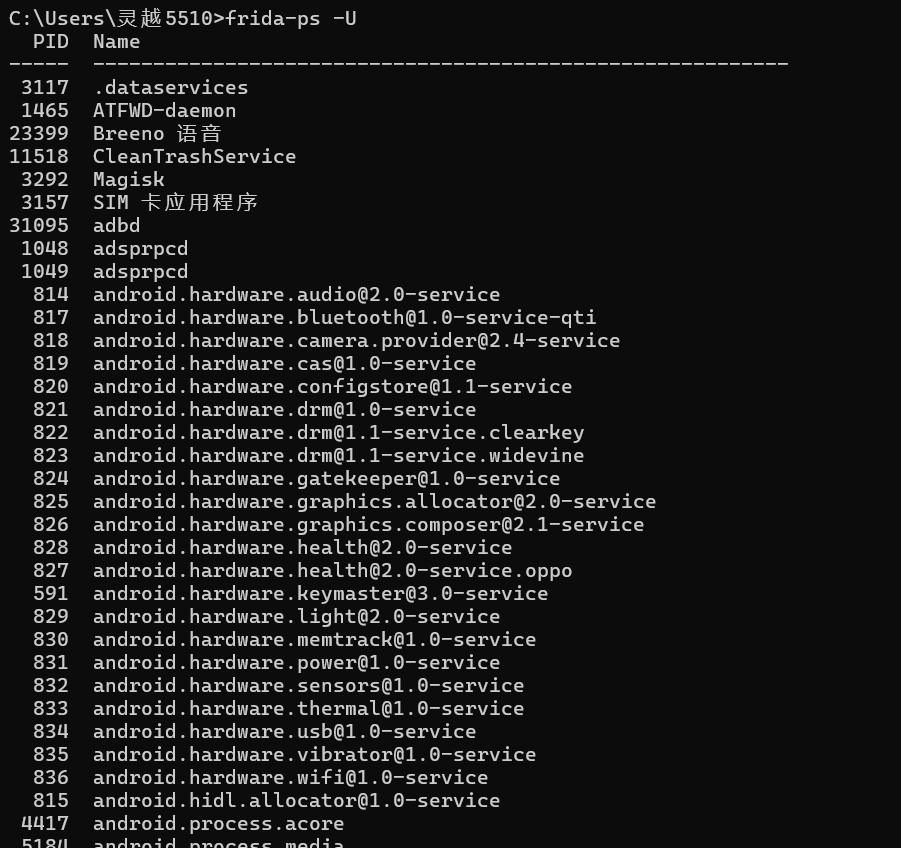 C:\Users\灵越5510>frida-ps -U
  PID  Name
-----  ----------------------------------------------------------
 3117  .dataservices
 1465  ATFWD-daemon
23399  Breeno 语音
11518  CleanTrashService
 3292  Magisk
 3157  SIM 卡应用程序
31095  adbd
 1048  adsprpcd
 1049  adsprpcd
  814  android.hardware.audio@2.0-service
  817  android.hardware.bluetooth@1.0-service-qti
  818  android.hardware.camera.provider@2.4-service
  819  android.hardware.cas@1.0-service
  820  android.hardware.configstore@1.1-service
  821  android.hardware.drm@1.0-service
  822  android.hardware.drm@1.1-service.clearkey
  823  android.hardware.drm@1.1-service.widevine
  824  android.hardware.gatekeeper@1.0-service
  825  android.hardware.graphics.allocator@2.0-service
  826  android.hardware.graphics.composer@2.1-service
  828  android.hardware.health@2.0-service
  827  android.hardware.health@2.0-service.oppo
  591  android.hardware.keymaster@3.0-service
  829  android.hardware.light@2.0-service
  830  android.hardware.memtrack@1.0-service
  831  android.hardware.power@1.0-service
  832  android.hardware.sensors@1.0-service
  833  android.hardware.thermal@1.0-service
  834  android.hardware.usb@1.0-service
  835  android.hardware.vibrator@1.0-service
  836  android.hardware.wifi@1.0-service
  815  android.hidl.allocator@1.0-service
 4417  android.process.acore
 5184  android.process.media